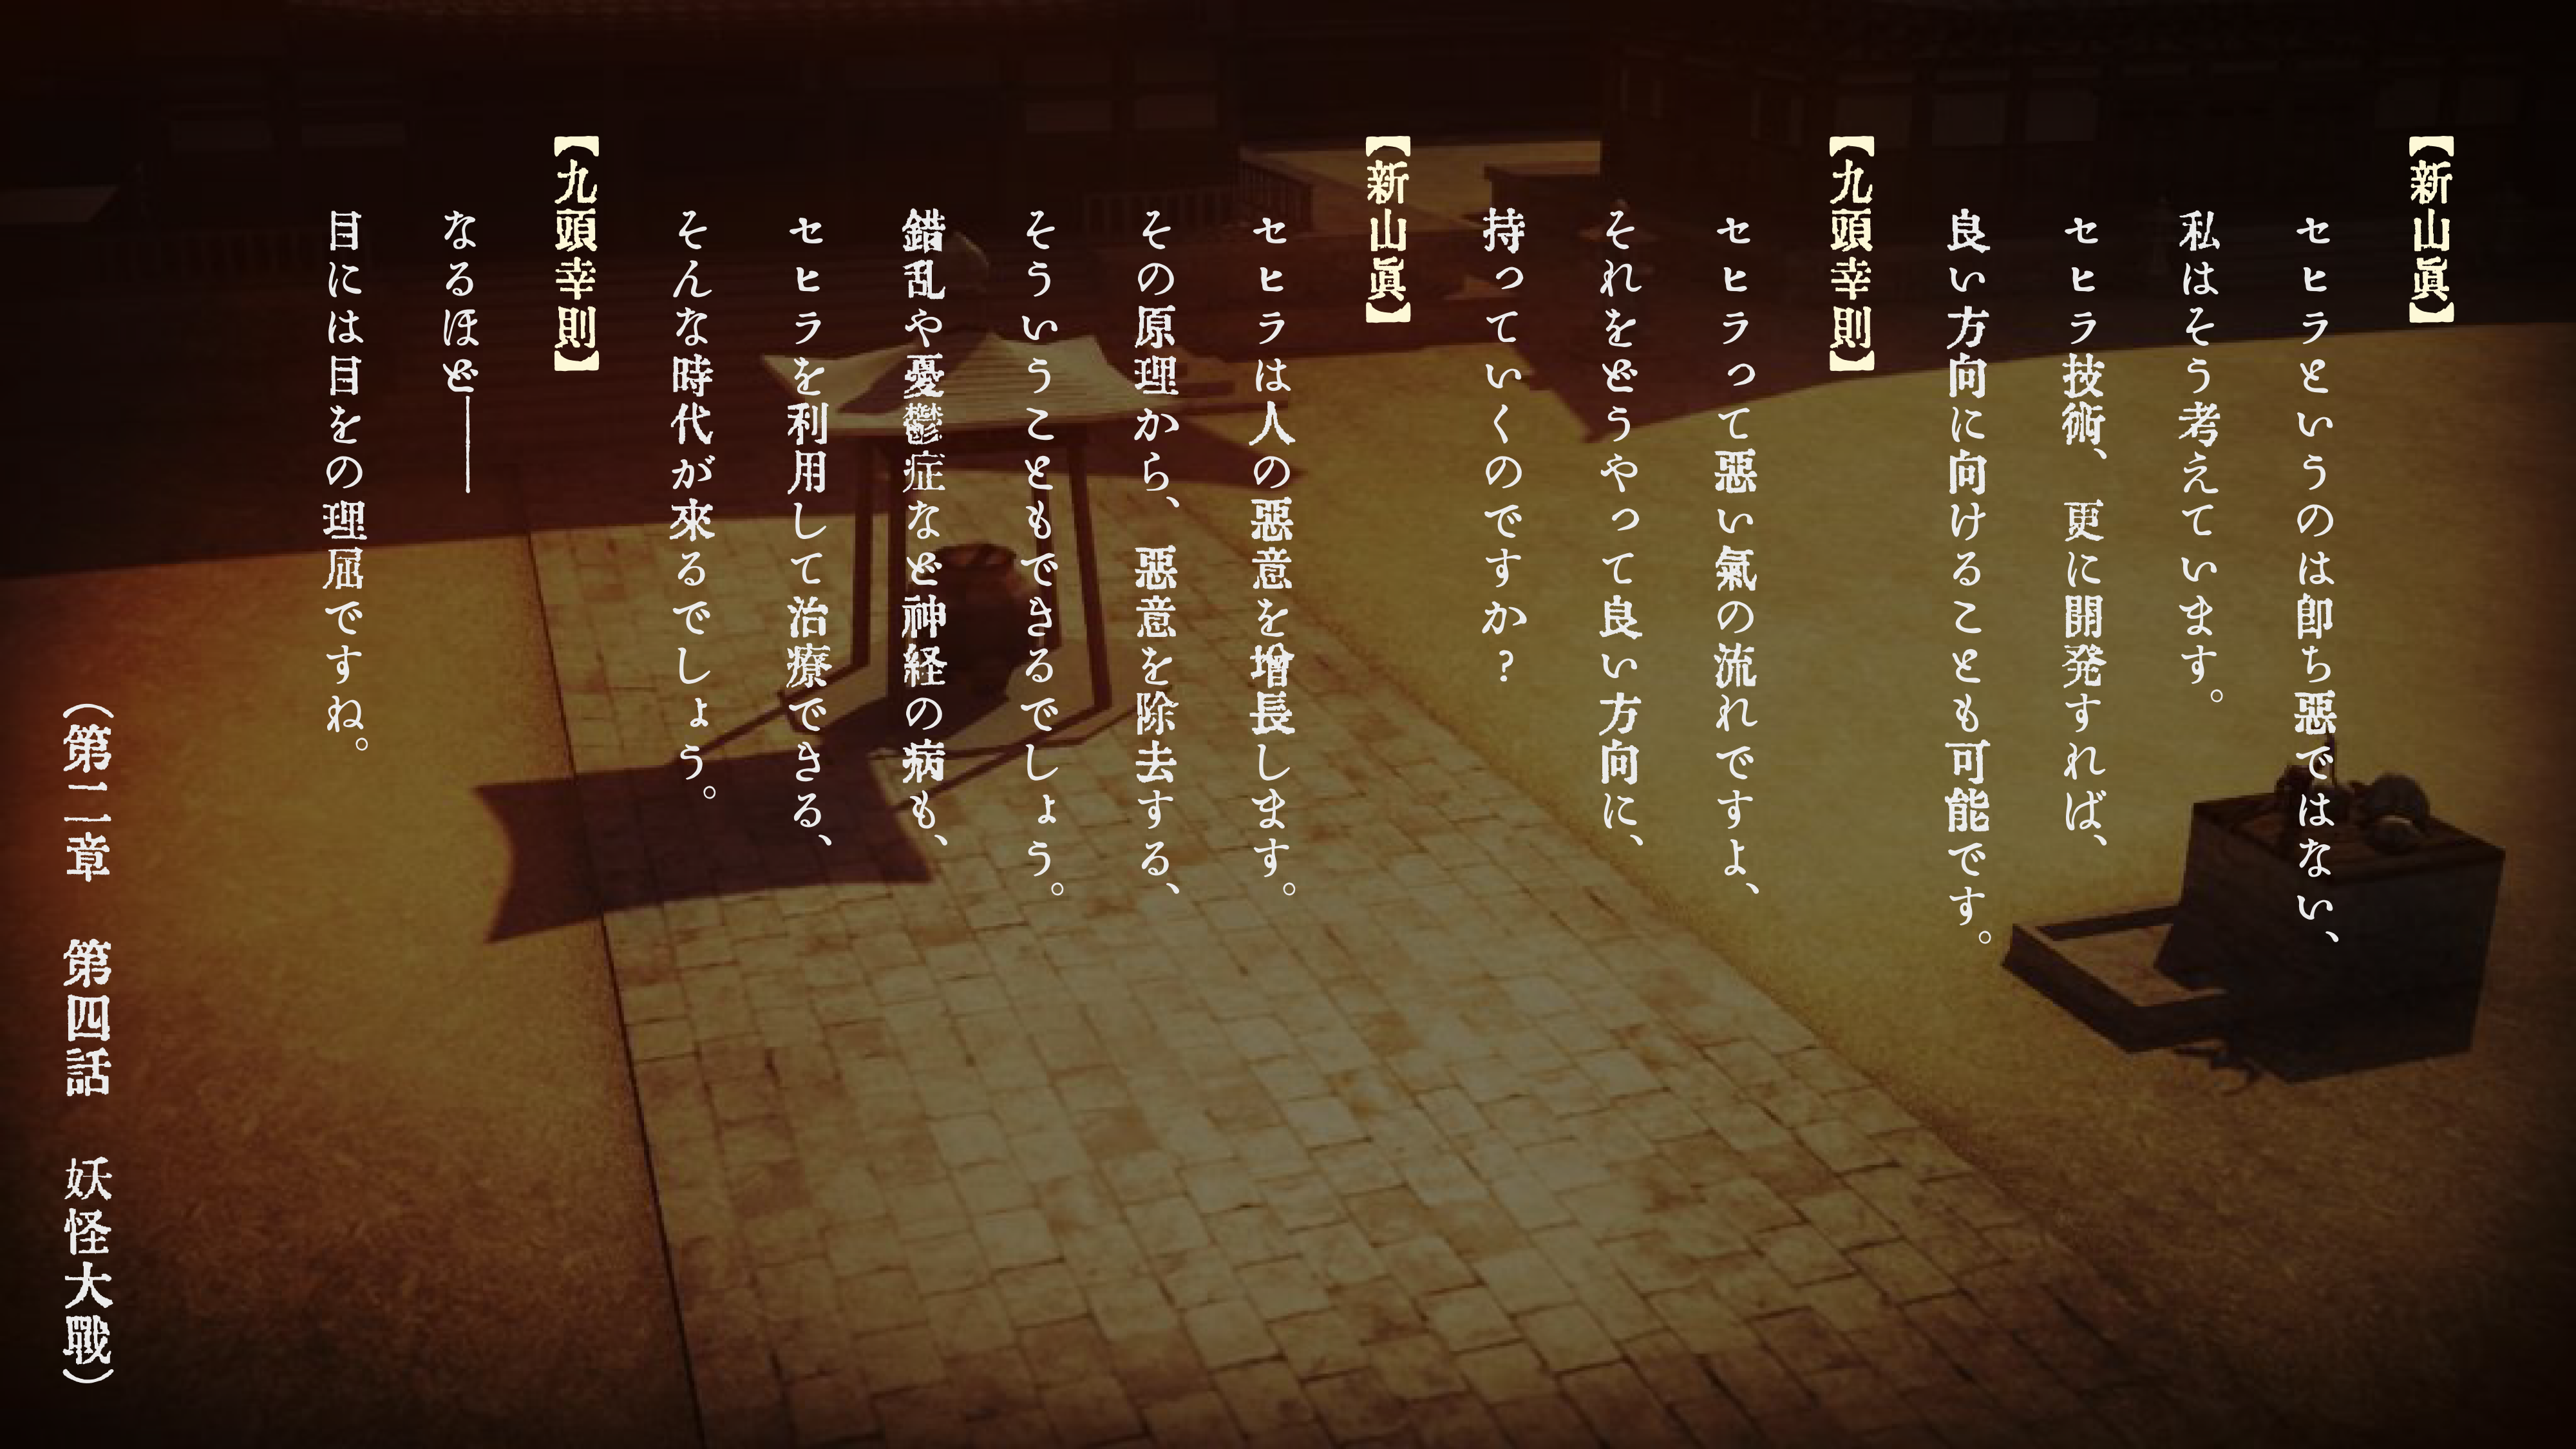 【新山眞】
セヒラというのは即ち惡ではない、
私はそう考えています。
セヒラ技術、更に開発すれば、
良い方向に向けることも可能です。
【九頭幸則】
セヒラって惡い氣の流れですよ、
それをどうやって良い方向に、
持っていくのですか？
【新山眞】
セヒラは人の惡意を増長します。
その原理から、惡意を除去する、
そういうこともできるでしょう。
錯乱や憂鬱症など神経の病も、
セヒラを利用して治療できる、
そんな時代が來るでしょう。
【九頭幸則】
なるほど――
目には目をの理屈ですね。
（第二章　第四話　妖怪大戰）